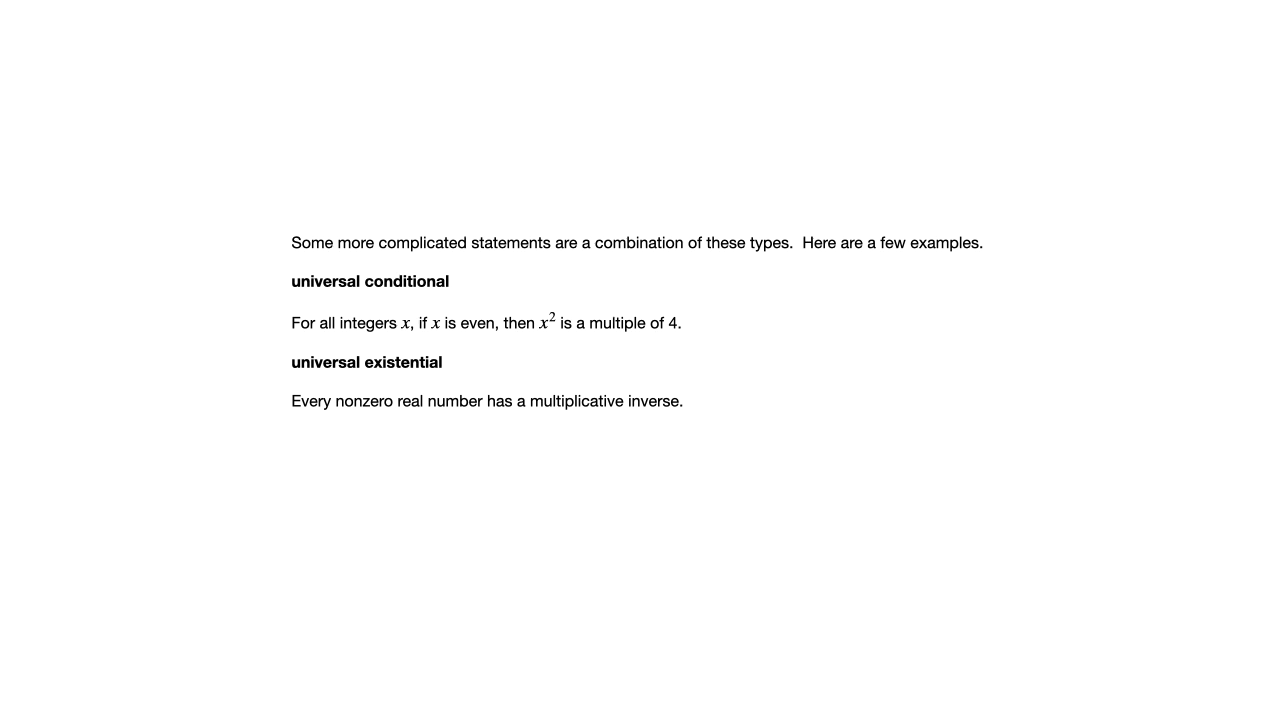 Some more complicated statements are a combination of these types.  Here are a few examples.
universal conditional
For all integers x, if x is even, then x² is a multiple of 4.
universal existential
Every nonzero real number has a multiplicative inverse.